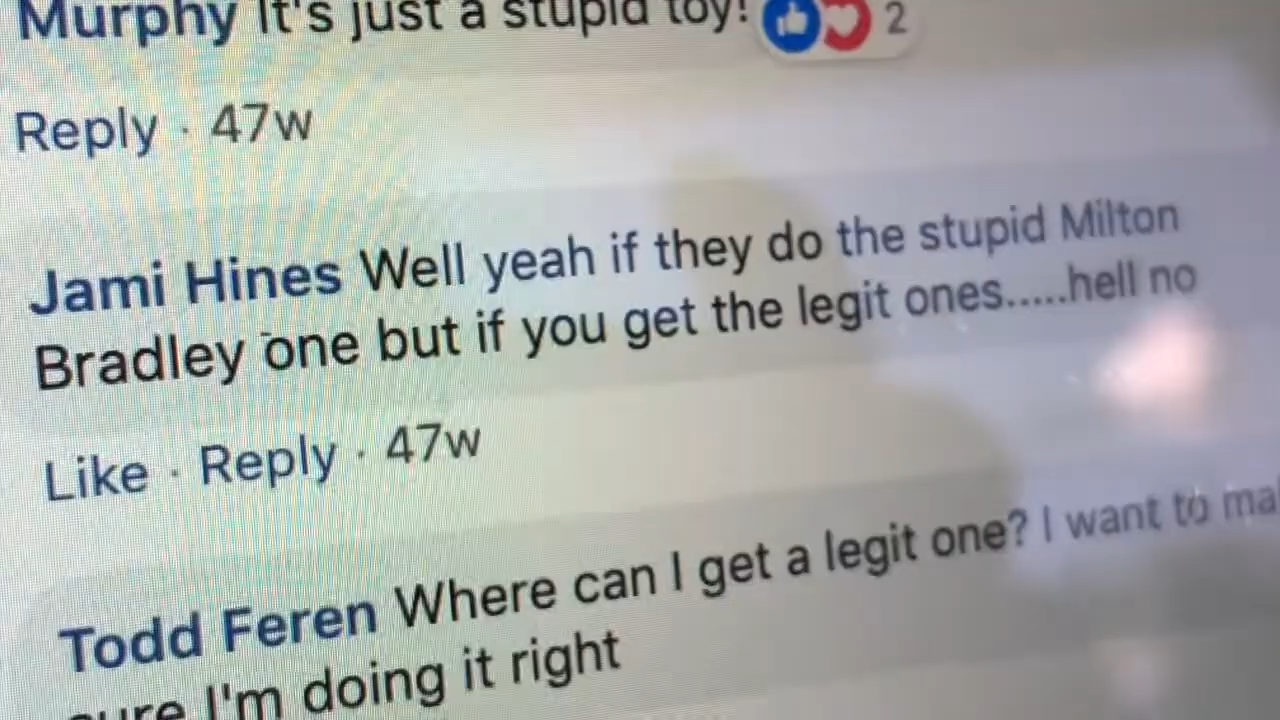 Murphy It's just a stupid toy! 2
Reply · 47w
Jami Hines Well yeah if they do the stupid Milton
Bradley one but if you get the legit ones.....hell no
Like · Reply · 47w
Todd Feren Where can I get a legit one? I want to ma
sure I'm doing it right